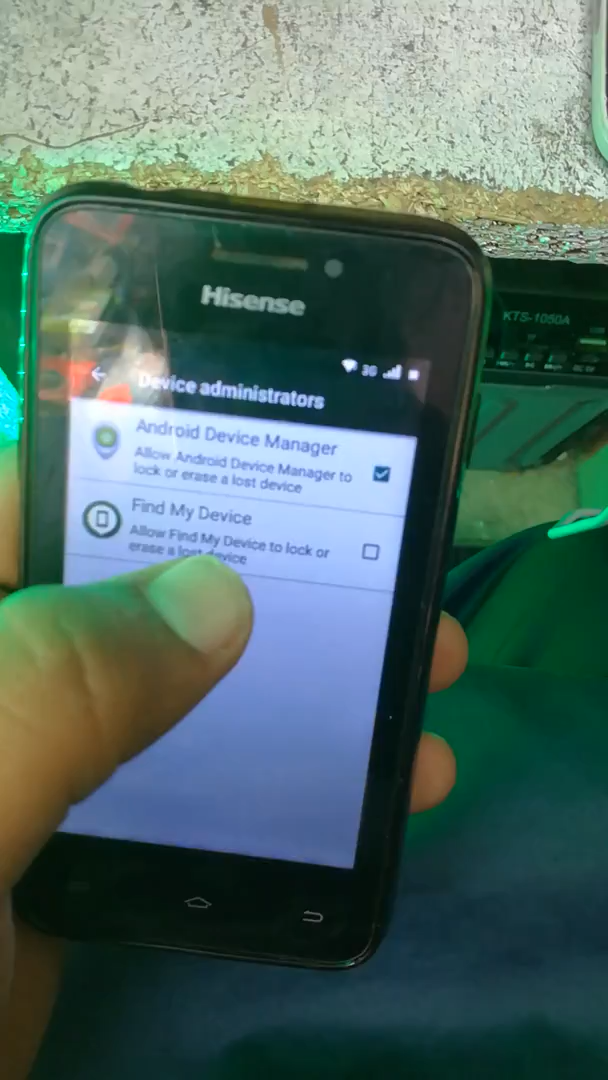 KTS-1050A
Hisense
3G
Device administrators
Android Device Manager
Allow Android Device Manager to
lock or erase a lost device
Find My Device
Allow Find My Device to lock or
erase a lost device